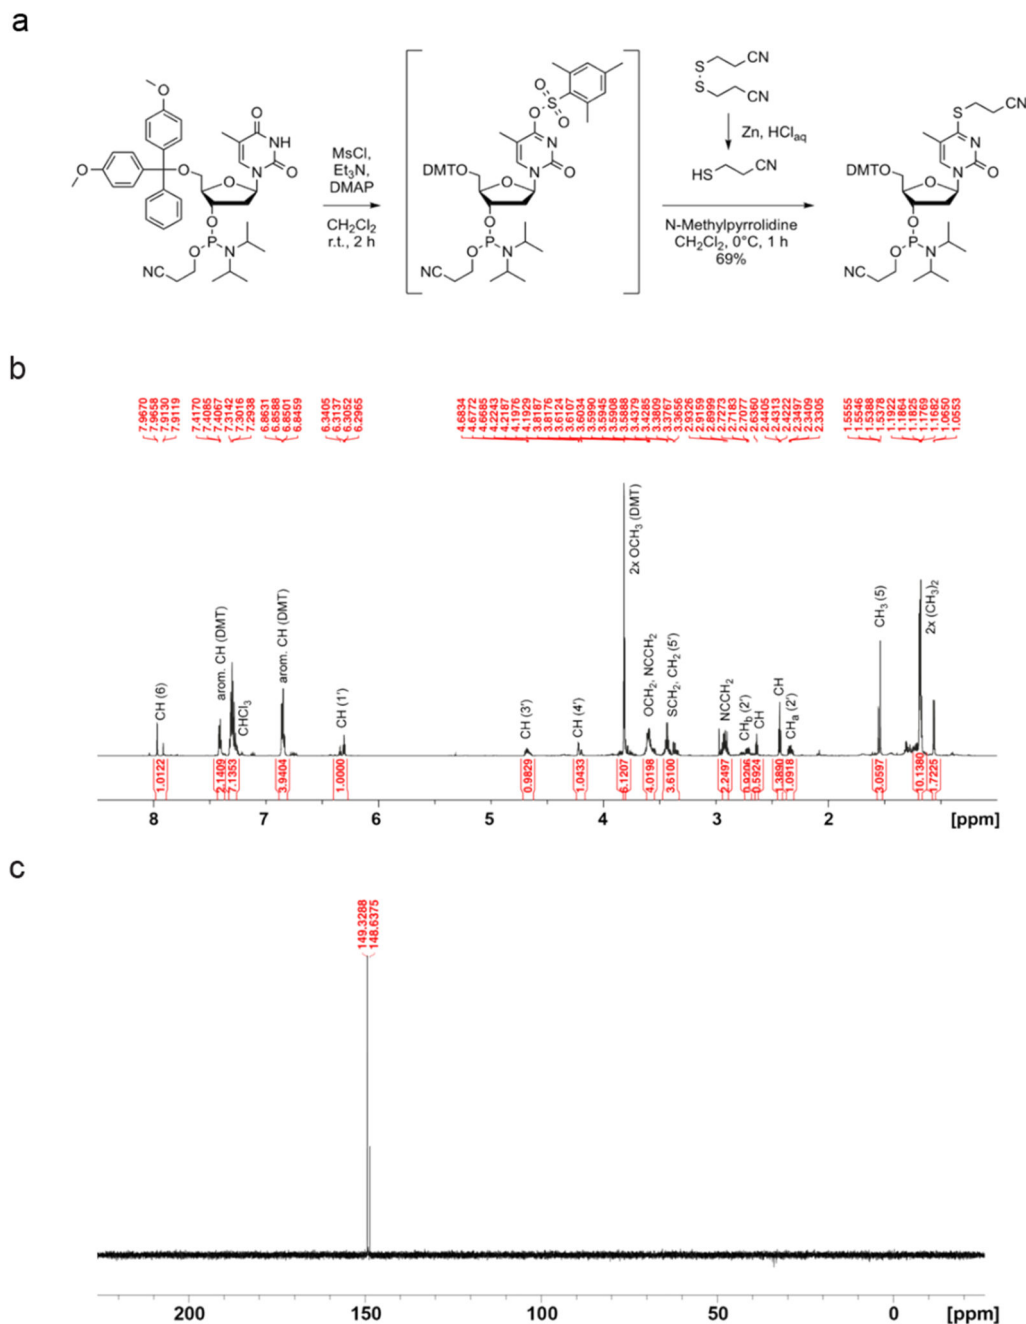 a
O
O
O
NH
N
O
DMTO
O
O
P
N
O
NC
MsCl,
Et₃N,
DMAP
CH₂Cl₂
r.t., 2 h
O
S
O
O
N
N
O
DMTO
O
O
P
N
O
NC
S
CN
S
CN
Zn, HCl_aq
HS
CN
N-Methylpyrrolidine
CH₂Cl₂, 0°C, 1 h
69%
S
CN
N
N
O
DMTO
O
O
P
N
O
NC
b
7.9670
7.9658
7.9130
7.9119
7.4170
7.4085
7.4067
7.3142
7.3016
7.2938
6.8631
6.8588
6.8501
6.8459
6.3405
6.3137
6.3052
6.2965
4.6834
4.6772
4.6685
4.2243
4.2187
4.1976
4.1929
3.8187
3.8176
3.6124
3.6107
3.6034
3.5990
3.5945
3.5908
3.5888
3.4379
3.4285
3.3809
3.3767
3.3656
2.9326
2.9159
2.8999
2.7273
2.7183
2.7077
2.6360
2.4405
2.4313
2.4222
2.3497
2.3409
2.3305
1.5555
1.5546
1.5388
1.5378
1.1922
1.1864
1.1825
1.1769
1.1682
1.0650
1.0553
CH (6)
arom. CH (DMT)
CHCl₃
arom. CH (DMT)
CH (1')
CH (3')
CH (4')
2x OCH₃ (DMT)
OCH₂, NCCH₂
SCH₂, CH₂ (5')
NCCH₂
CH_b (2')
CH
CH
CH_a (2')
CH₃ (5)
2x (CH₃)₂
1.0122
2.1409
7.1353
3.9404
1.0000
0.9829
1.0433
6.1207
4.0198
3.6100
2.2497
0.9206
0.5924
1.3890
1.0918
3.0597
10.1380
1.7225
8 7 6 5 4 3 2 [ppm]
c
149.3288
148.6375
200 150 100 50 0 [ppm]